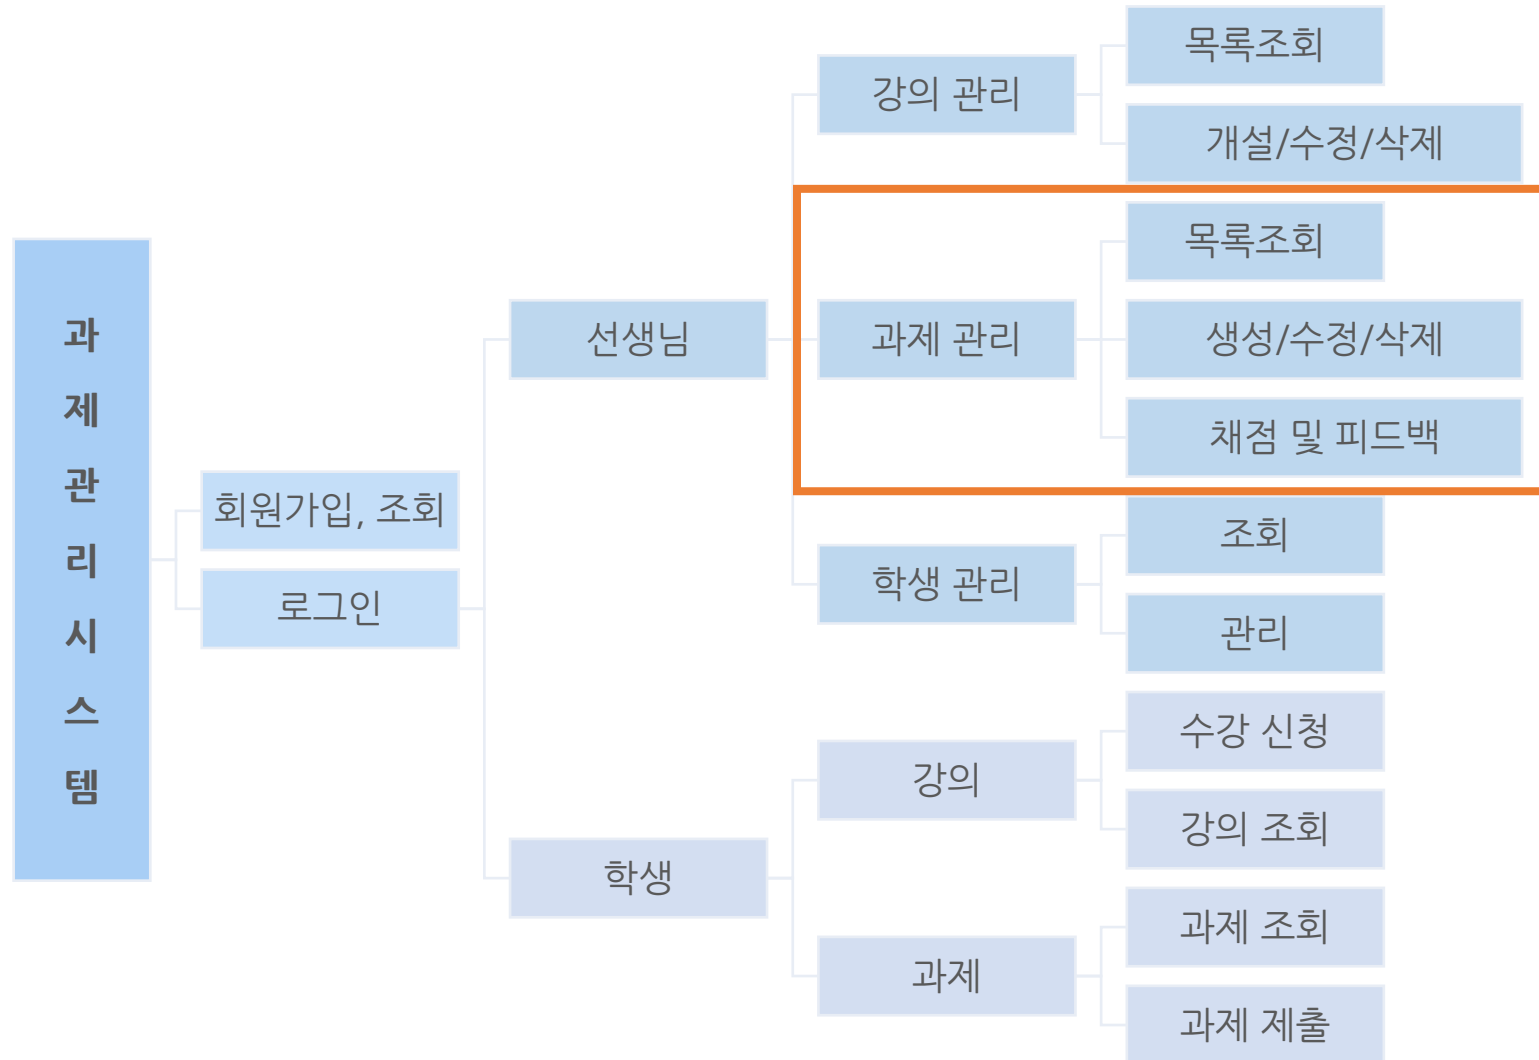 과제관리시스템
회원가입, 조회
로그인
선생님
강의 관리
목록조회
개설/수정/삭제
과제 관리
목록조회
생성/수정/삭제
채점 및 피드백
학생 관리
조회
관리
학생
강의
수강 신청
강의 조회
과제
과제 조회
과제 제출